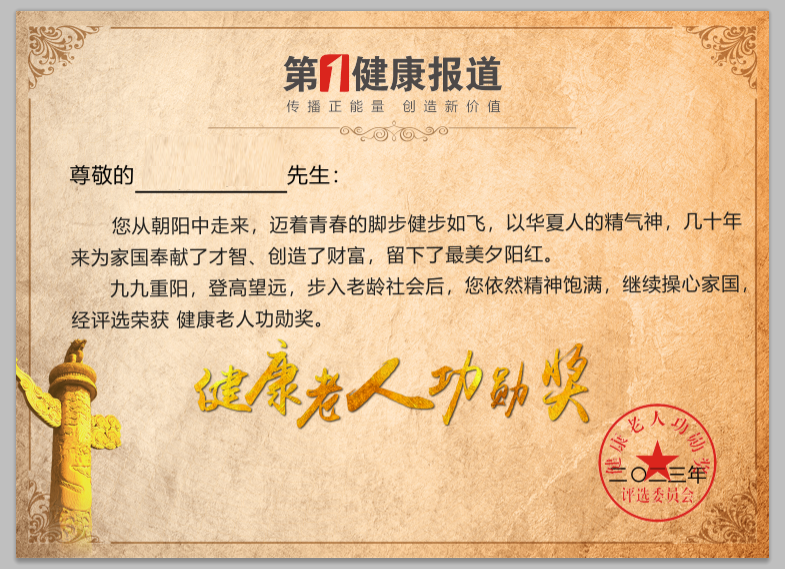 第1健康报道
传播正能量 创造新价值
尊敬的 先生：
您从朝阳中走来，迈着青春的脚步健步如飞，以华夏人的精气神，几十年
来为家国奉献了才智、创造了财富，留下了最美夕阳红。
九九重阳，登高望远，步入老龄社会后，您依然精神饱满，继续操心家国，
经评选荣获 健康老人功勋奖。
健康老人功勋奖
健康老人功勋奖
二〇二三年
评选委员会